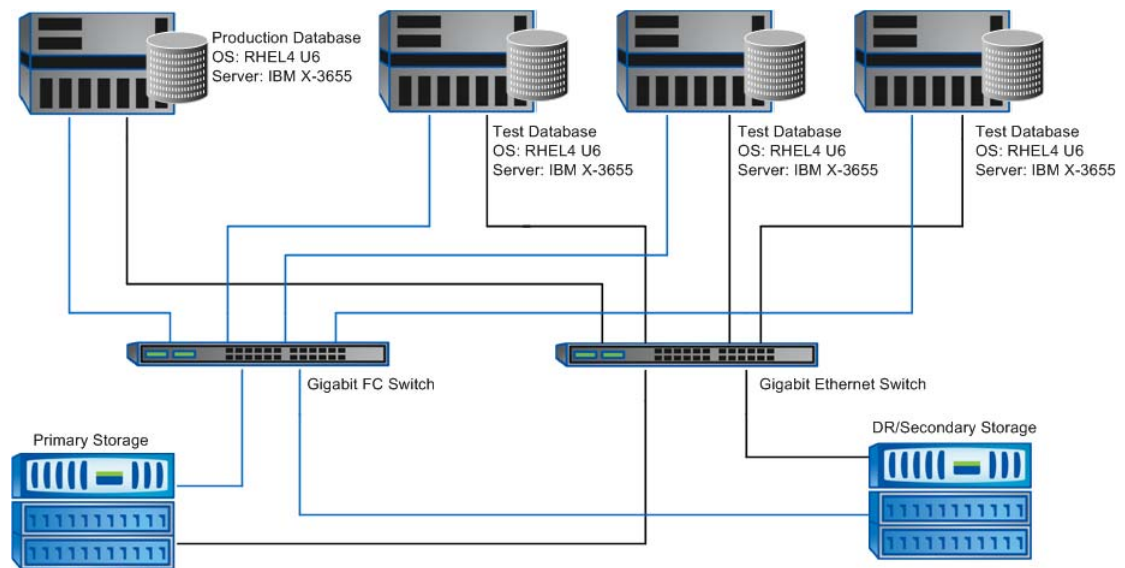 Production Database
OS: RHEL4 U6
Server: IBM X-3655
Test Database
OS: RHEL4 U6
Server: IBM X-3655
Test Database
OS: RHEL4 U6
Server: IBM X-3655
Test Database
OS: RHEL4 U6
Server: IBM X-3655
Gigabit FC Switch
Gigabit Ethernet Switch
Primary Storage
DR/Secondary Storage